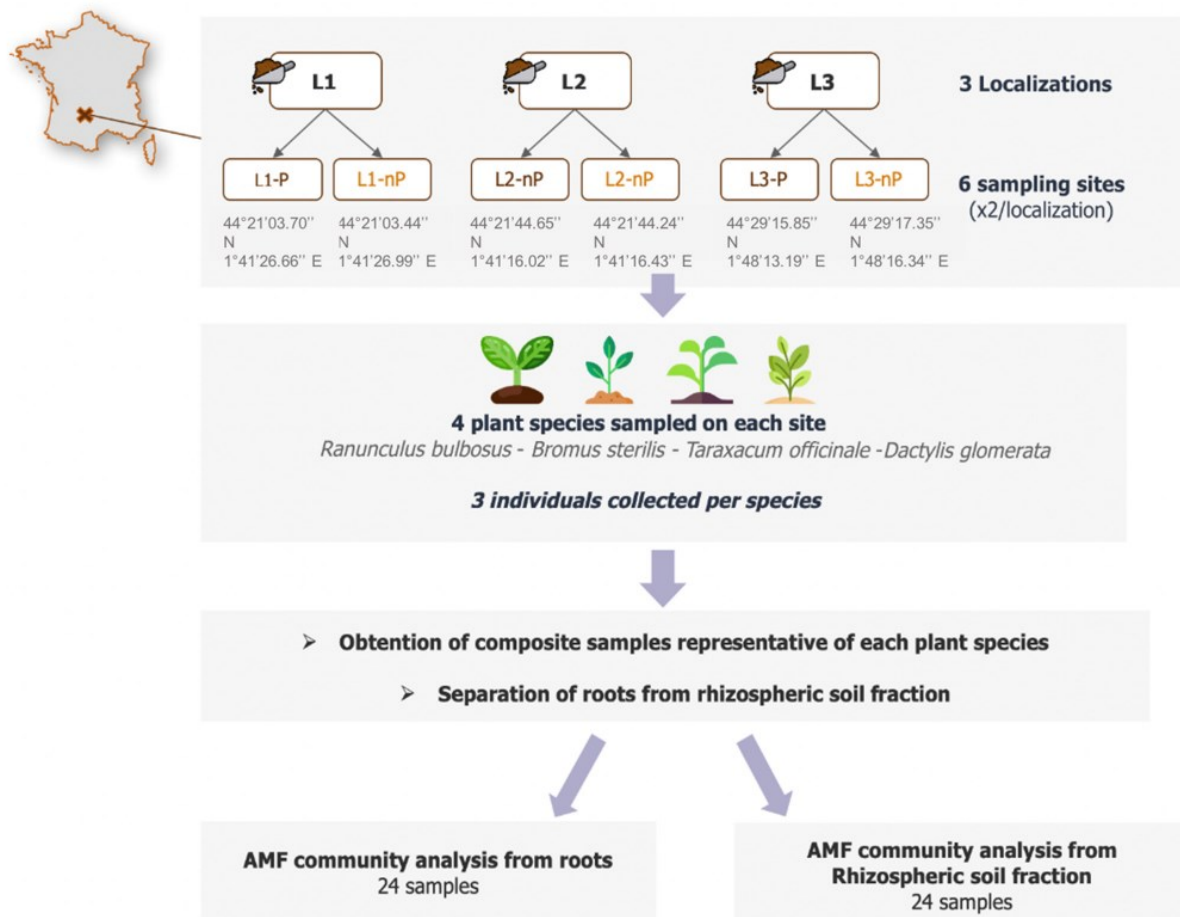 L1
L2
L3
3 Localizations
L1-P
L1-nP
L2-nP
L2-nP
L3-P
L3-nP
6 sampling sites
(x2/localization)
44°21'03.70'' N
1°41'26.66'' E
44°21'03.44'' N
1°41'26.99'' E
44°21'44.65'' N
1°41'16.02'' E
44°21'44.24'' N
1°41'16.43'' E
44°29'15.85'' N
1°48'13.19'' E
44°29'17.35'' N
1°48'16.34'' E
4 plant species sampled on each site
Ranunculus bulbosus - Bromus sterilis - Taraxacum officinale -Dactylis glomerata
3 individuals collected per species
➢ Obtention of composite samples representative of each plant species
➢ Separation of roots from rhizospheric soil fraction
AMF community analysis from roots
24 samples
AMF community analysis from
Rhizospheric soil fraction
24 samples